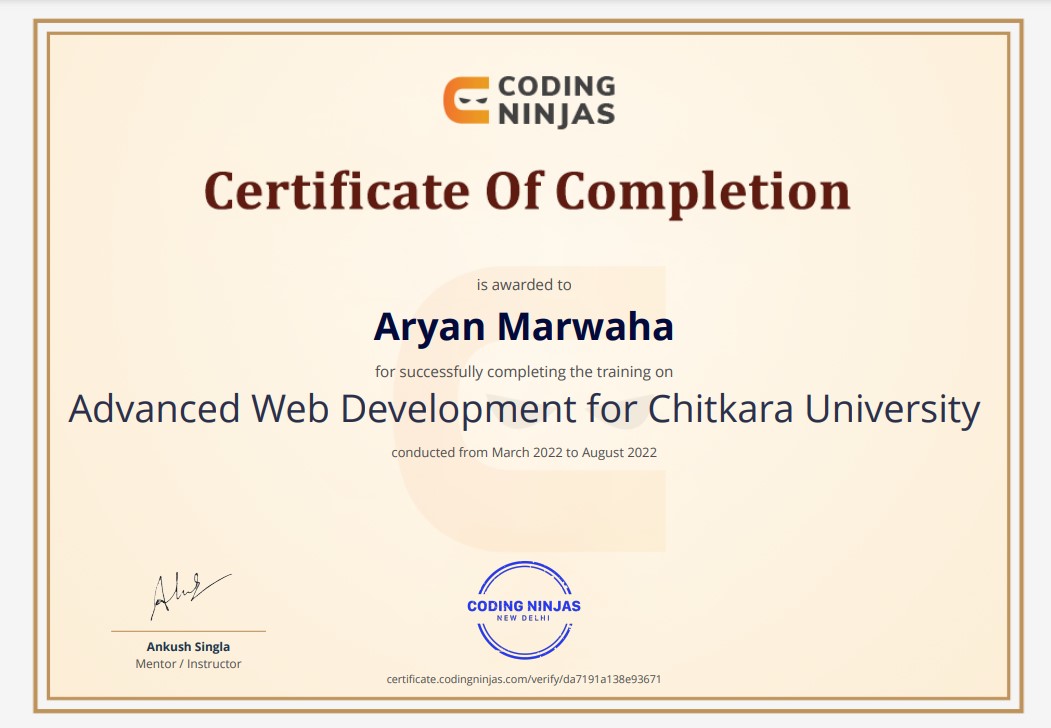 CODING
NINJAS
Certificate Of Completion
is awarded to
Aryan Marwaha
for successfully completing the training on
Advanced Web Development for Chitkara University
conducted from March 2022 to August 2022
Ankush Singla
Mentor / Instructor
CODING NINJAS
NEW DELHI
certificate.codingninjas.com/verify/da7191a138e93671